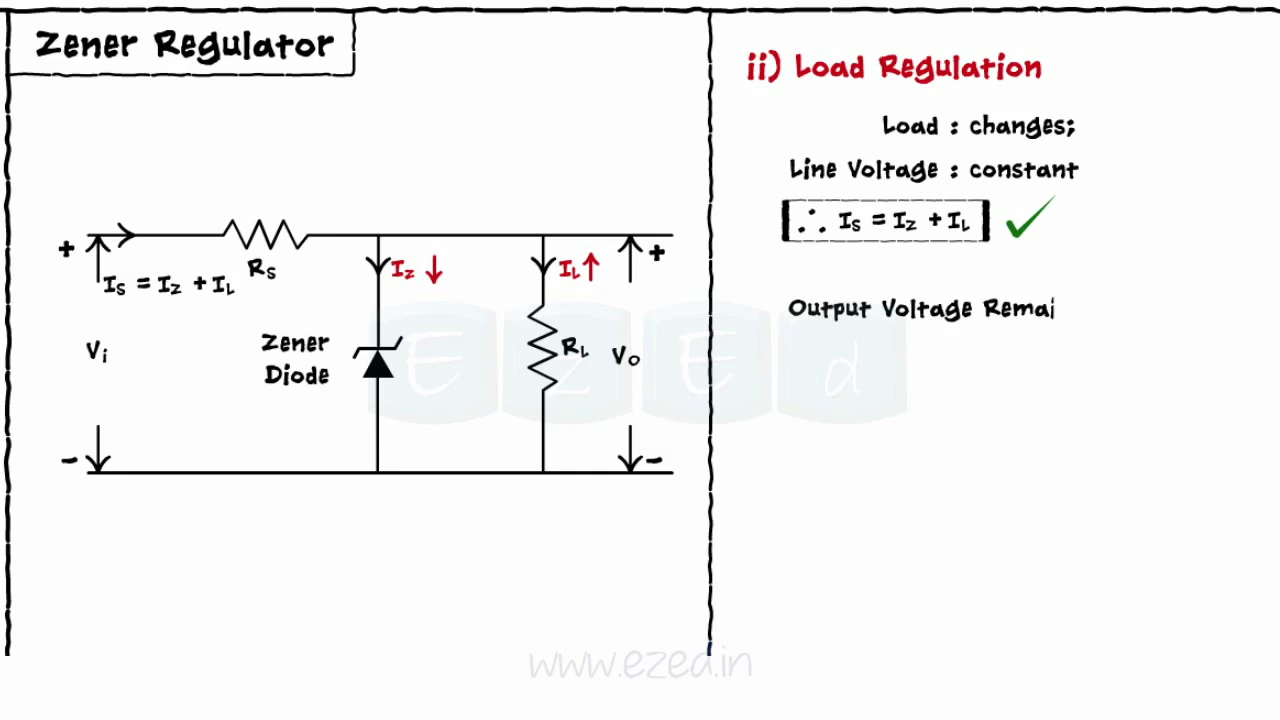 Zener Regulator
ii) Load Regulation
Load : changes;
Line Voltage : constant
∴ IS = IZ + IL
Output Voltage Remai
+
IS = IZ + IL
RS
IZ ↓
IL ↑
+
Vi
Zener
Diode
RL
Vo
-
-
EzEd
www.ezed.in